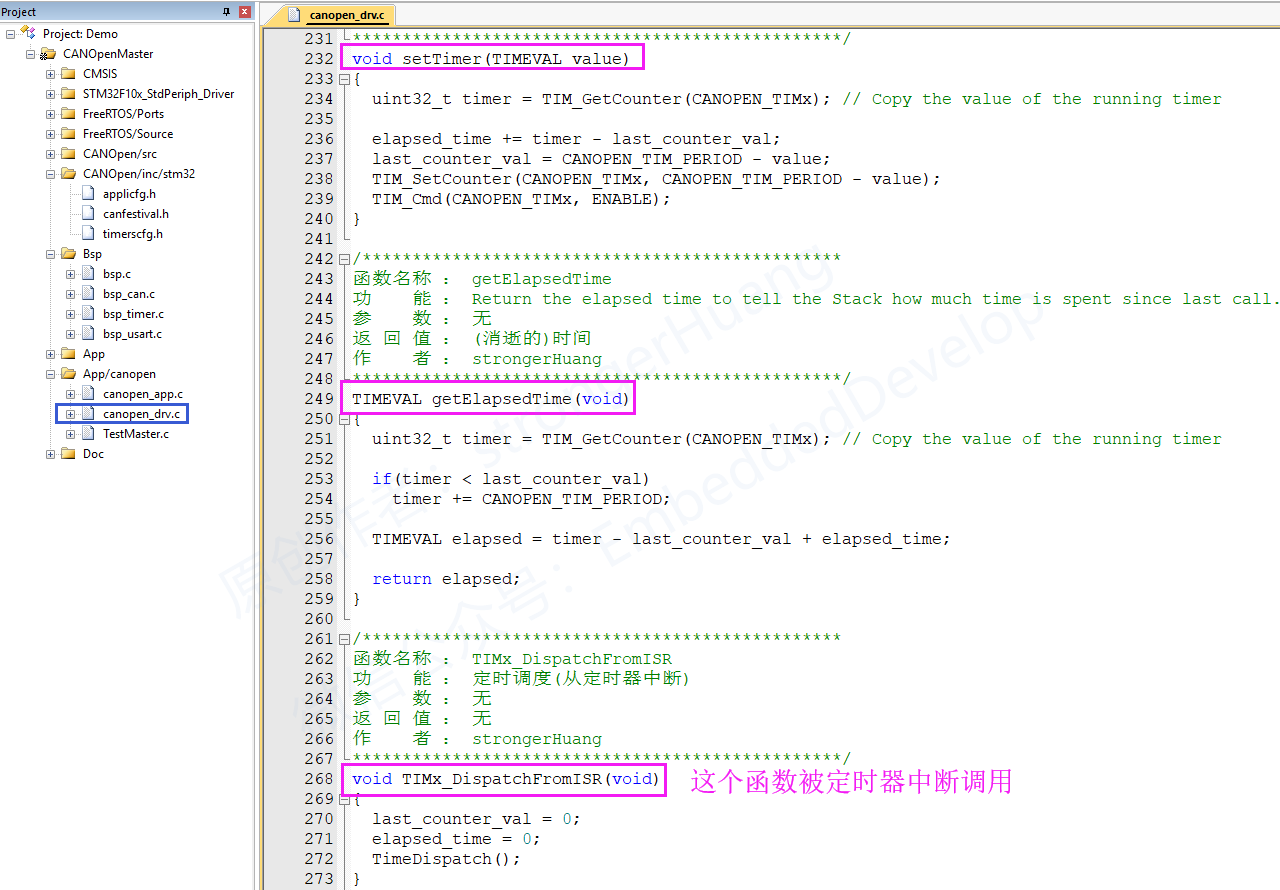 Project
Project: Demo
CANOpenMaster
CMSIS
STM32F10x_StdPeriph_Driver
FreeRTOS/Ports
FreeRTOS/Source
CANOpen/src
CANOpen/inc/stm32
applicfg.h
canfestival.h
timerscfg.h
Bsp
bsp.c
bsp_can.c
bsp_timer.c
bsp_usart.c
App
App/canopen
canopen_app.c
canopen_drv.c
TestMaster.c
Doc
canopen_drv.c
231 ************************************************/
232 void setTimer(TIMEVAL value)
233 {
234 uint32_t timer = TIM_GetCounter(CANOPEN_TIMx); // Copy the value of the running timer
235
236 elapsed_time += timer - last_counter_val;
237 last_counter_val = CANOPEN_TIM_PERIOD - value;
238 TIM_SetCounter(CANOPEN_TIMx, CANOPEN_TIM_PERIOD - value);
239 TIM_Cmd(CANOPEN_TIMx, ENABLE);
240 }
241
242 /************************************************
243 函数名称 : getElapsedTime
244 功 能 : Return the elapsed time to tell the Stack how much time is spent since last call.
245 参 数 : 无
246 返 回 值 : (消逝的)时间
247 作 者 : strongerHuang
248 ************************************************/
249 TIMEVAL getElapsedTime(void)
250 {
251 uint32_t timer = TIM_GetCounter(CANOPEN_TIMx); // Copy the value of the running timer
252
253 if(timer < last_counter_val)
254 timer += CANOPEN_TIM_PERIOD;
255
256 TIMEVAL elapsed = timer - last_counter_val + elapsed_time;
257
258 return elapsed;
259 }
260
261 /************************************************
262 函数名称 : TIMx_DispatchFromISR
263 功 能 : 定时调度(从定时器中断)
264 参 数 : 无
265 返 回 值 : 无
266 作 者 : strongerHuang
267 ************************************************/
268 void TIMx_DispatchFromISR(void) 这个函数被定时器中断调用
269 {
270 last_counter_val = 0;
271 elapsed_time = 0;
272 TimeDispatch();
273 }
原创作者：strongerHuang
公众号：EmbeddedDevelop